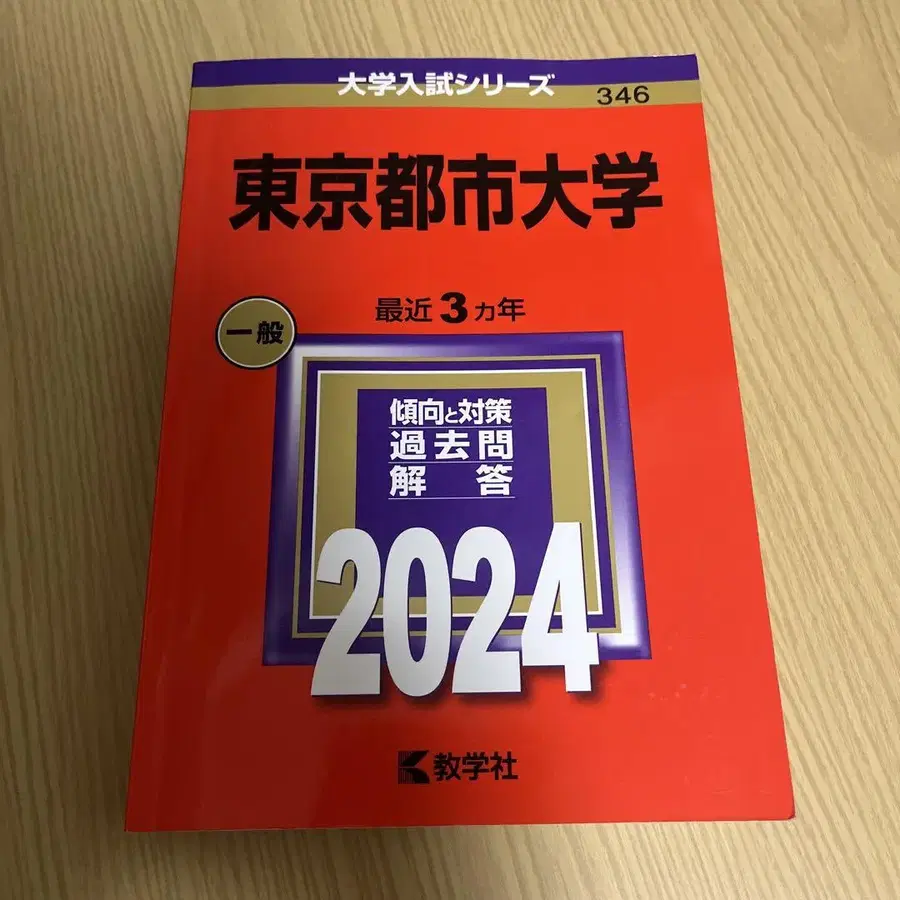 大学入試シリーズ
346
東京都市大学
最近3ヵ年
一般
傾向と対策
過去問
解答
2024
教学社